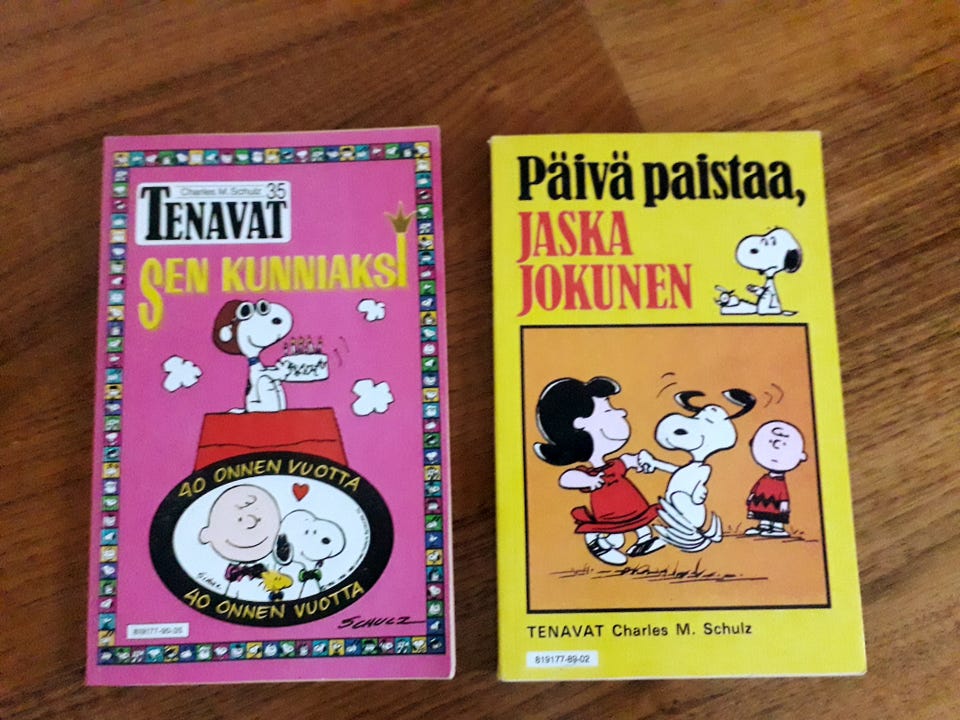 Charles M. Schulz 35
TENAVAT
SEN KUNNIAKSI
40 ONNEN VUOTTA
40 ONNEN VUOTTA
SCHULZ
819177-90-35
Päivä paistaa,
JASKA
JOKUNEN
TENAVAT Charles M. Schulz
819177-89-02